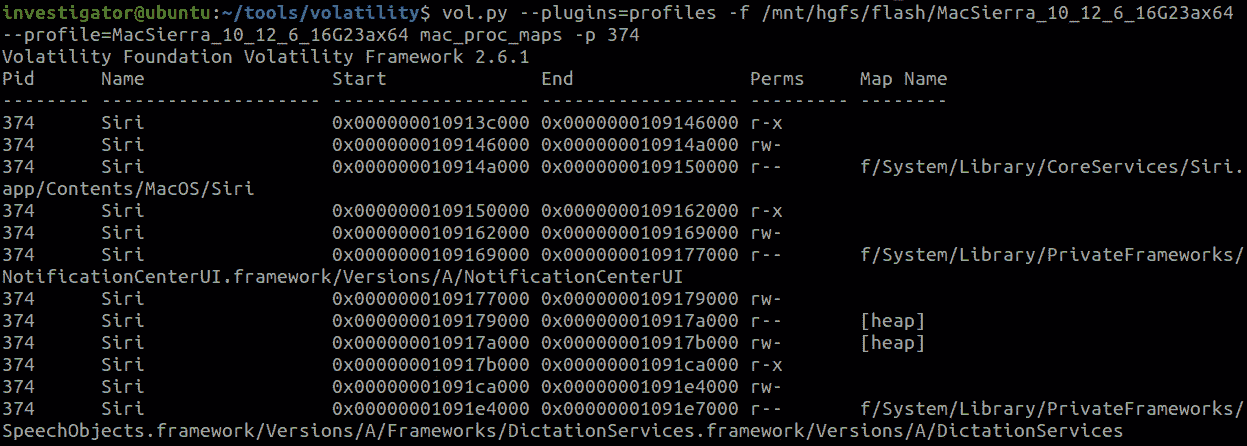 investigator@ubuntu:~/tools/volatility$ vol.py --plugins=profiles -f /mnt/hgfs/flash/MacSierra_10_12_6_16G23ax64
--profile=MacSierra_10_12_6_16G23ax64 mac_proc_maps -p 374
Volatility Foundation Volatility Framework 2.6.1
Pid      Name                 Start              End                Perms     Map Name
-------- -------------------- ------------------ ------------------ --------- --------
374      Siri                 0x000000010913c000 0x0000000109146000 r-x
374      Siri                 0x0000000109146000 0x000000010914a000 rw-
374      Siri                 0x000000010914a000 0x0000000109150000 r--       f/System/Library/CoreServices/Siri.
app/Contents/MacOS/Siri
374      Siri                 0x0000000109150000 0x0000000109162000 r-x
374      Siri                 0x0000000109162000 0x0000000109169000 rw-
374      Siri                 0x0000000109169000 0x0000000109177000 r--       f/System/Library/PrivateFrameworks/
NotificationCenterUI.framework/Versions/A/NotificationCenterUI
374      Siri                 0x0000000109177000 0x0000000109179000 rw-
374      Siri                 0x0000000109179000 0x000000010917a000 r--       [heap]
374      Siri                 0x000000010917a000 0x000000010917b000 rw-       [heap]
374      Siri                 0x000000010917b000 0x00000001091ca000 r-x
374      Siri                 0x00000001091ca000 0x00000001091e4000 rw-
374      Siri                 0x00000001091e4000 0x00000001091e7000 r--       f/System/Library/PrivateFrameworks/
SpeechObjects.framework/Versions/A/Frameworks/DictationServices.framework/Versions/A/DictationServices